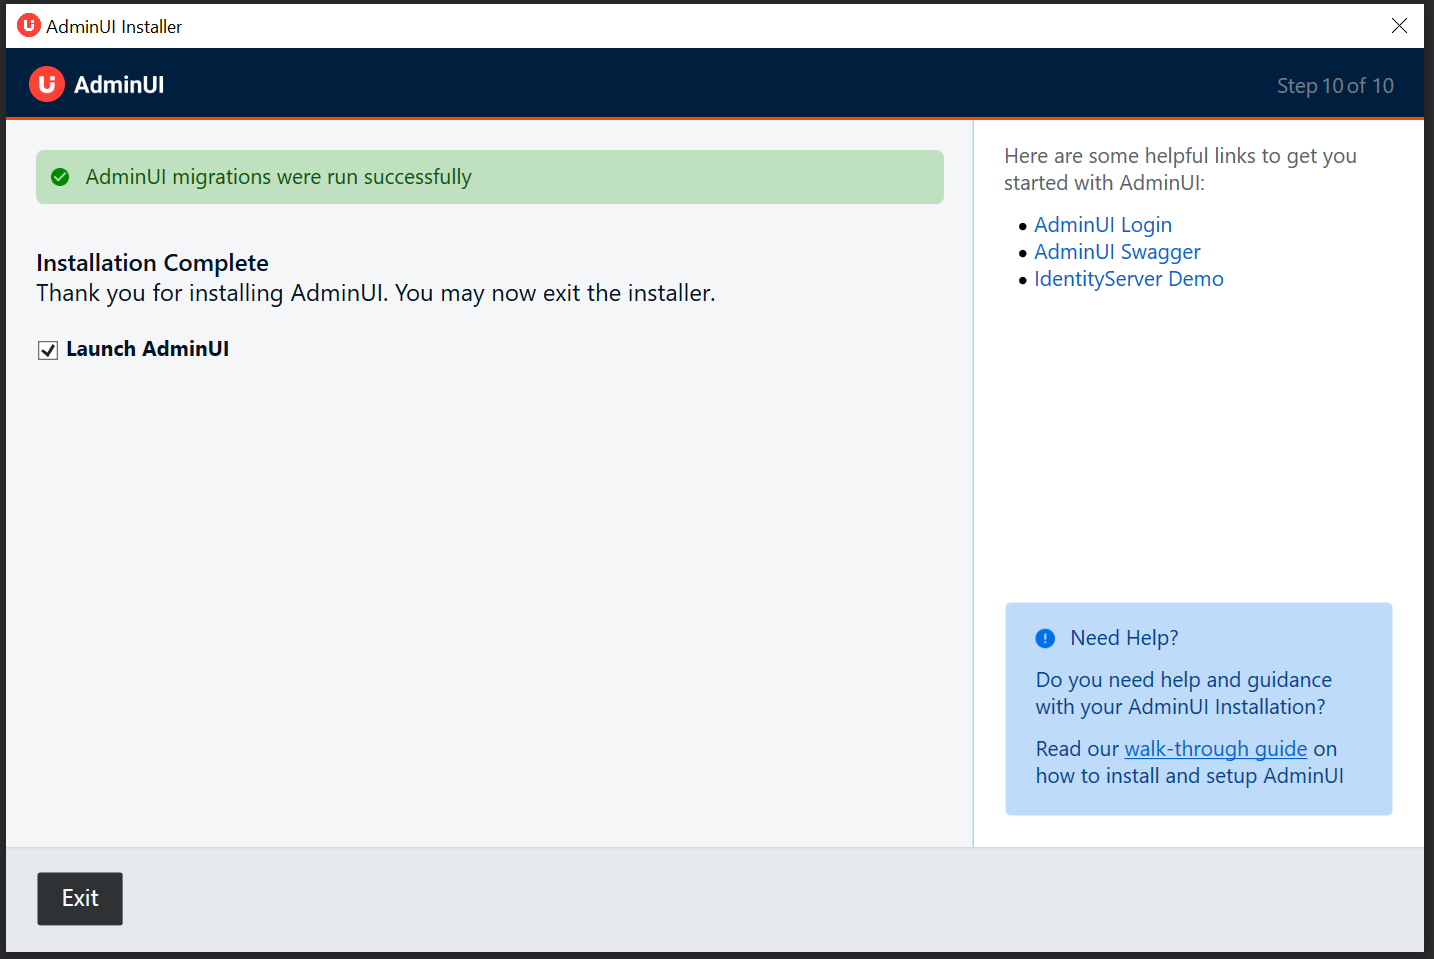 AdminUI Installer
AdminUI
Step 10 of 10
AdminUI migrations were run successfully
Installation Complete
Thank you for installing AdminUI. You may now exit the installer.
Launch AdminUI
Here are some helpful links to get you
started with AdminUI:
AdminUI Login
AdminUI Swagger
IdentityServer Demo
Need Help?
Do you need help and guidance
with your AdminUI Installation?
Read our walk-through guide on
how to install and setup AdminUI
Exit